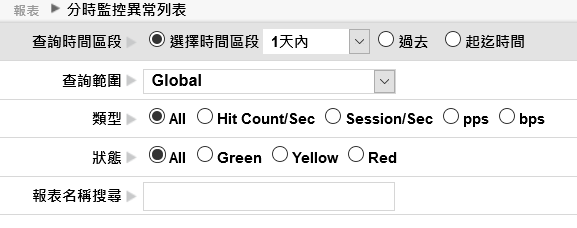 報表 ▶ 分時監控異常列表
查詢時間區段 ▶ 選擇時間區段 1天內 過去 起迄時間
查詢範圍 ▶ Global
類型 ▶ All Hit Count/Sec Session/Sec pps bps
狀態 ▶ All Green Yellow Red
報表名稱搜尋 ▶